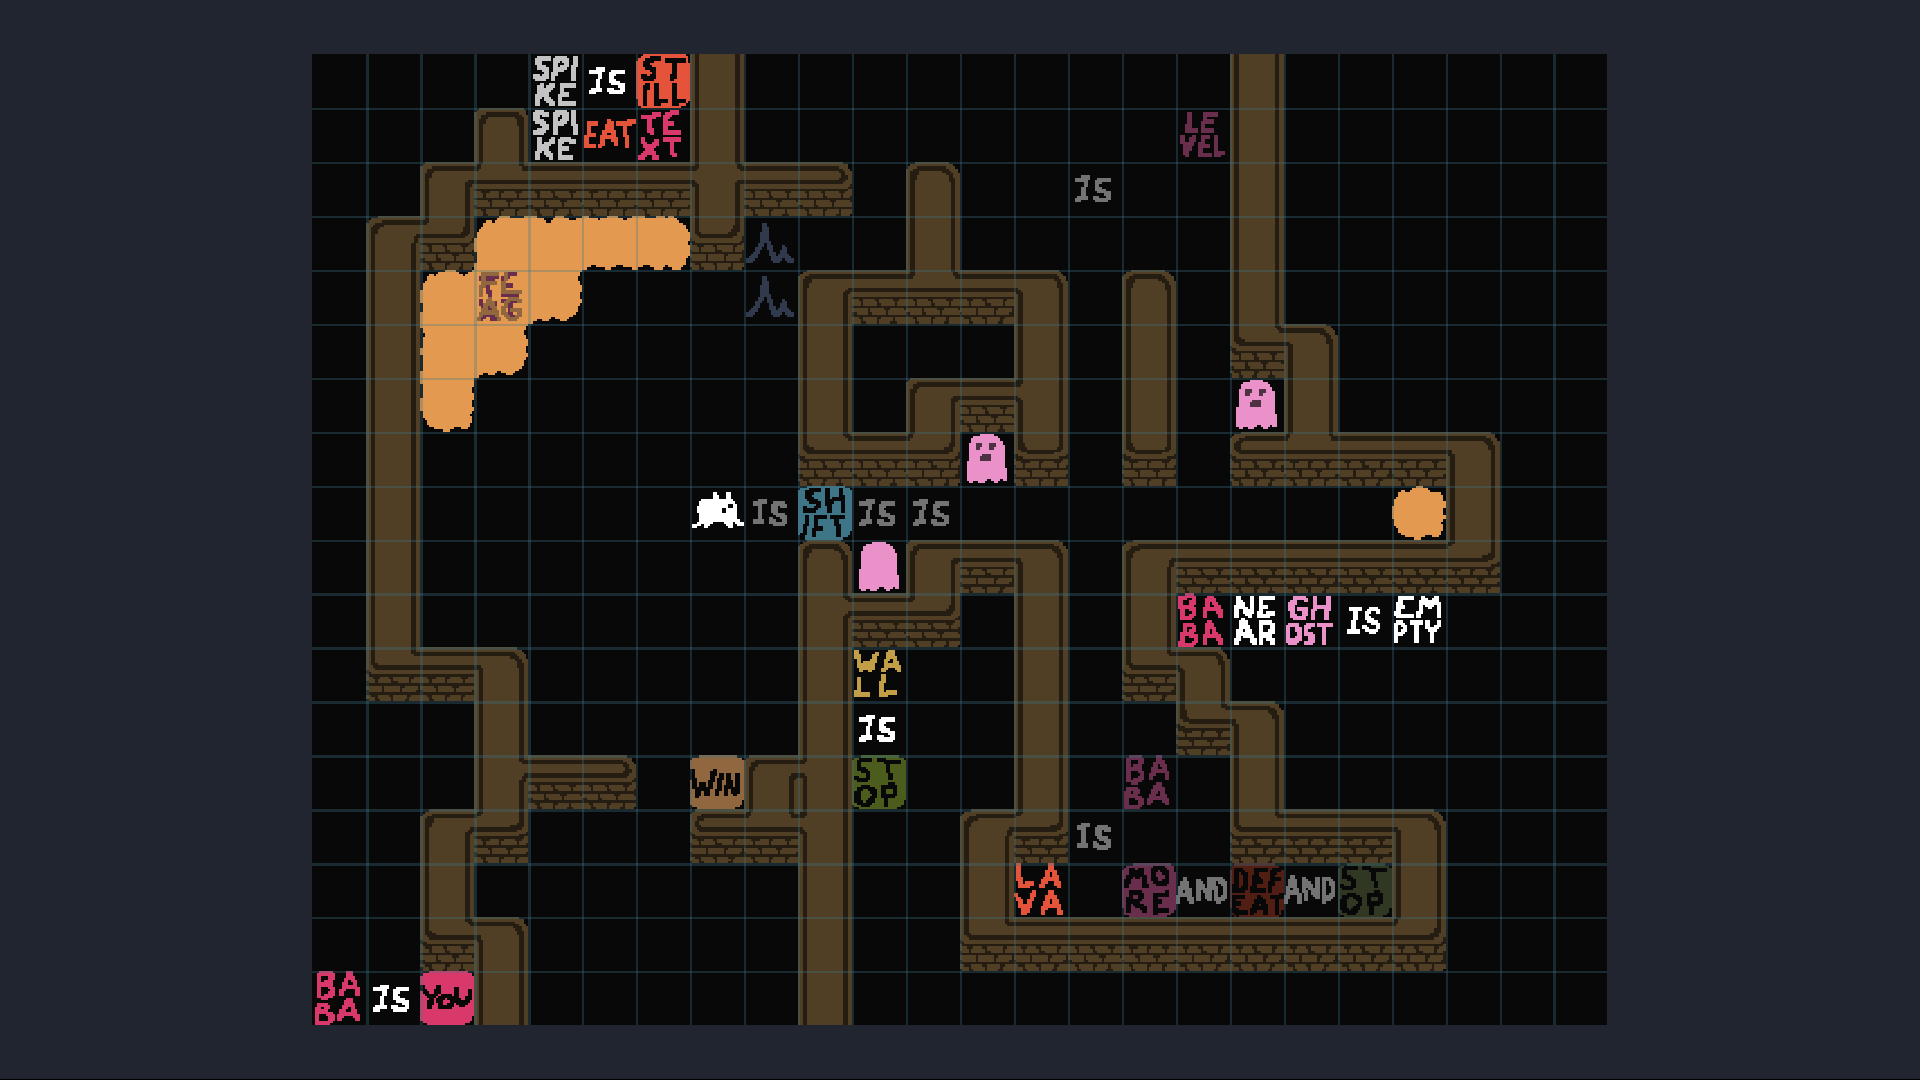 SPIKE IS STILL
SPIKE EAT TEXT
LEVEL
IS
FLAG
IS SHIFT IS IS
BABA NEAR GHOST IS EMPTY
WALL
IS
WIN
STOP
BABA
IS
LAVA
MORE AND DEFEAT AND STOP
BABA IS YOU